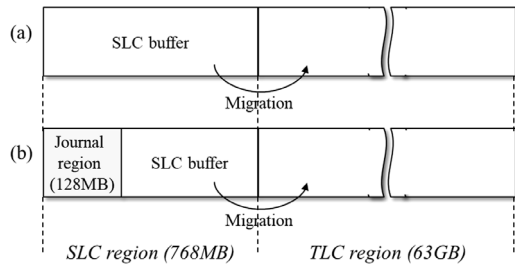 (a)
SLC buffer
Migration
(b)
Journal
region
(128MB)
SLC buffer
Migration
SLC region (768MB)
TLC region (63GB)